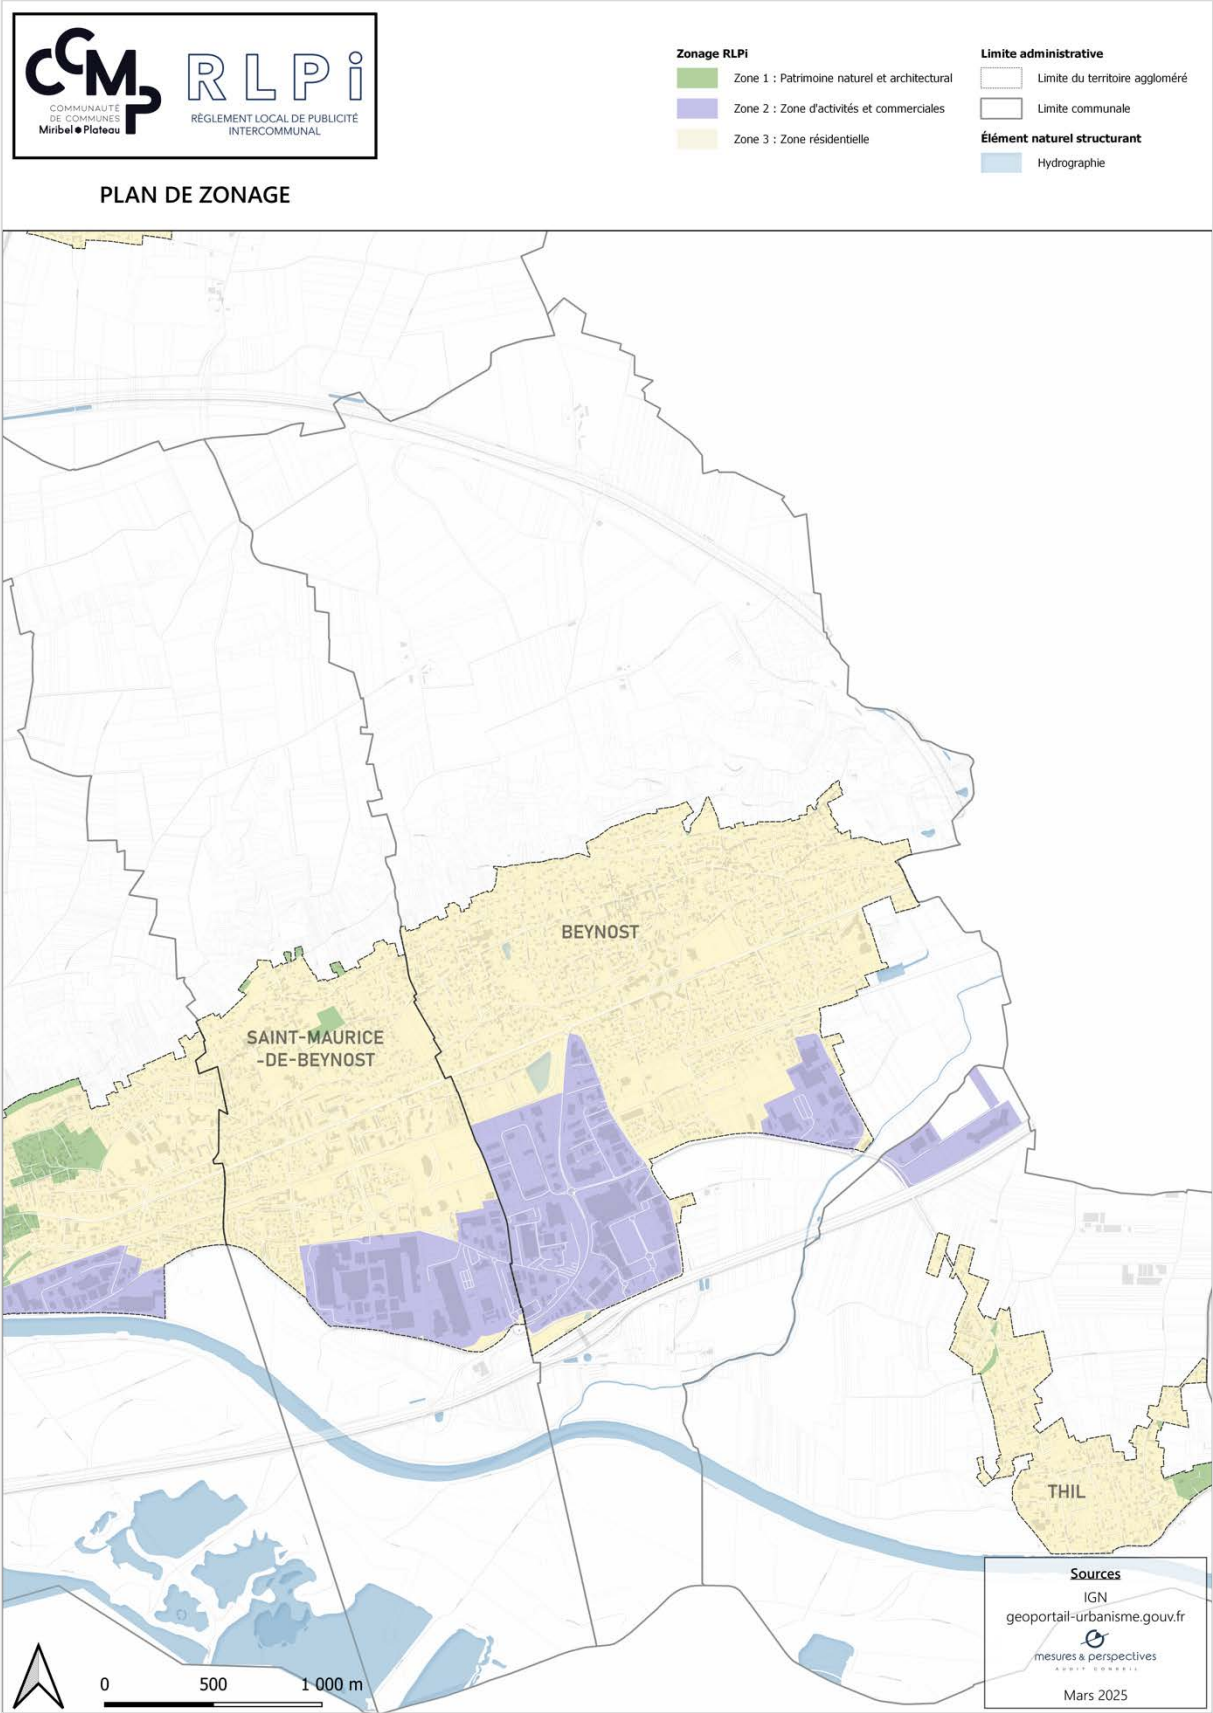 CCMP
COMMUNAUTÉ
DE COMMUNES
Miribel Plateau
RLPi
RÈGLEMENT LOCAL DE PUBLICITÉ
INTERCOMMUNAL
PLAN DE ZONAGE
Zonage RLPi
Zone 1 : Patrimoine naturel et architectural
Zone 2 : Zone d'activités et commerciales
Zone 3 : Zone résidentielle
Limite administrative
Limite du territoire aggloméré
Limite communale
Élément naturel structurant
Hydrographie
BEYNOST
SAINT-MAURICE
-DE-BEYNOST
THIL
0 500 1 000 m
Sources
IGN
geoportail-urbanisme.gouv.fr
mesures & perspectives
AUDIT CONSEIL
Mars 2025